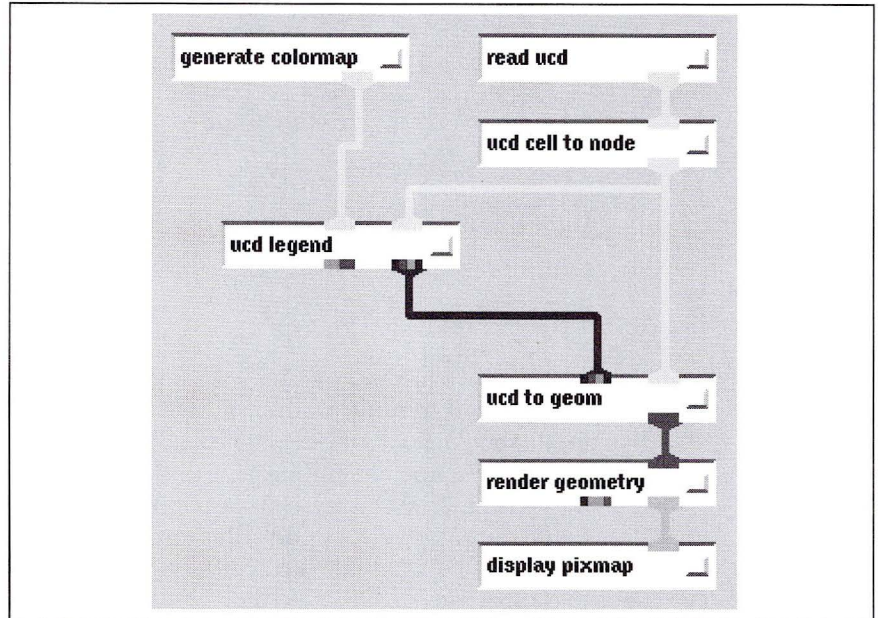 generate colormap
read ucd
ucd cell to node
ucd legend
ucd to geom
render geometry
display pixmap